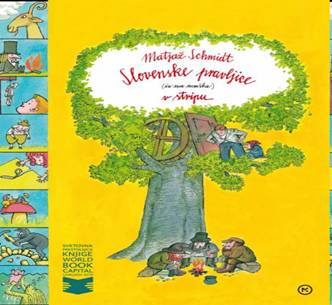 Matjaž Schmidt
Slovenske pravljice
(in ena nemška)
v stripu
SVETOVNA
PRESTOLNICA
KNJIGE
WORLD
BOOK
CAPITAL